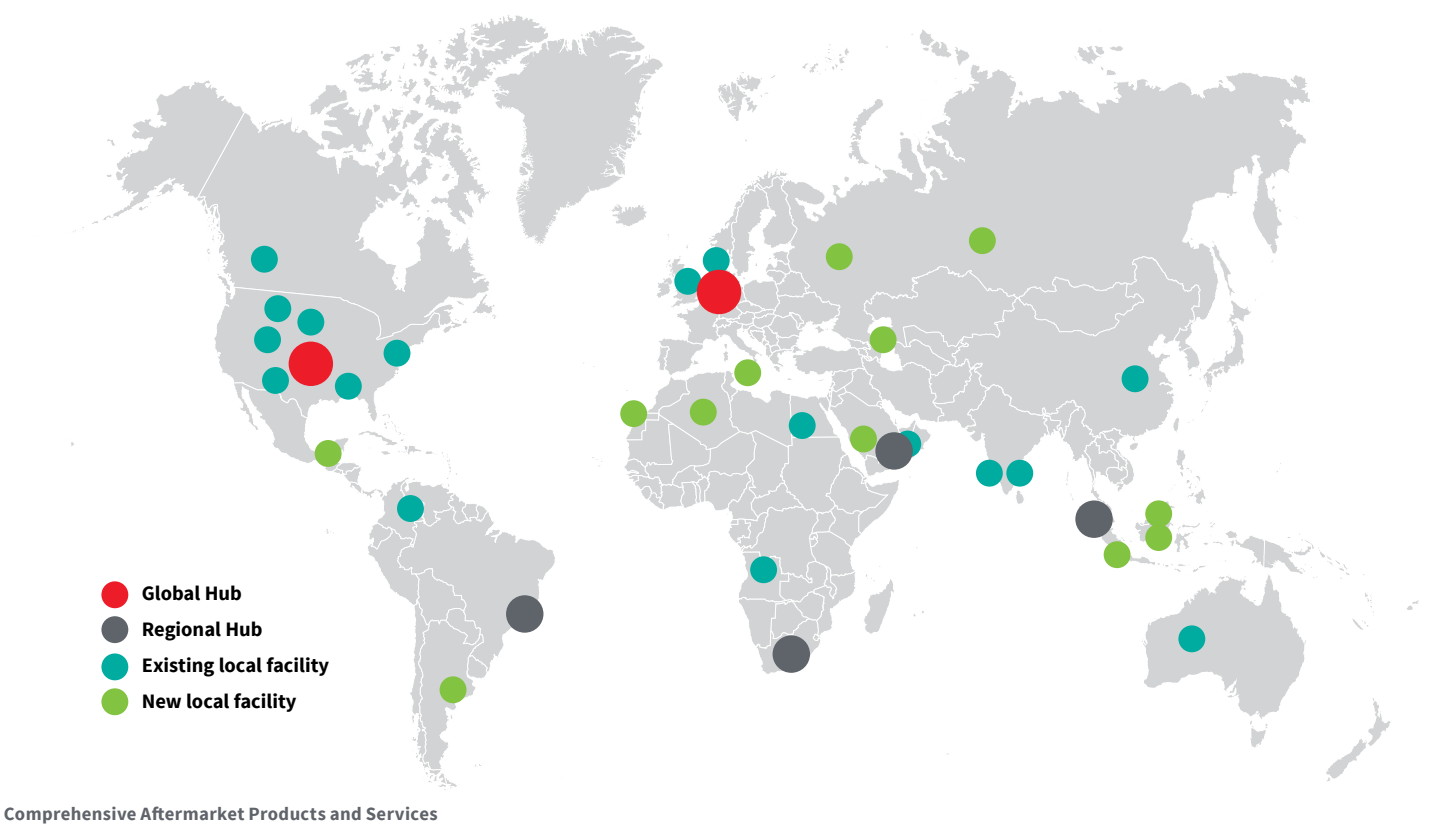 Global Hub
Regional Hub
Existing local facility
New local facility
Comprehensive Aftermarket Products and Services